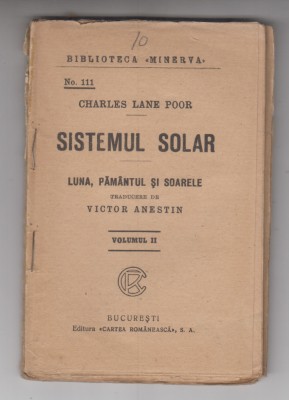 10
BIBLIOTECA «MINERVA»
No. 111
CHARLES LANE POOR
SISTEMUL SOLAR
LUNA, PĂMÂNTUL ȘI SOARELE
TRADUCERE DE
VICTOR ANESTIN
VOLUMUL II
BUCUREȘTI
Editura «CARTEA ROMÂNEASCĂ», S. A.